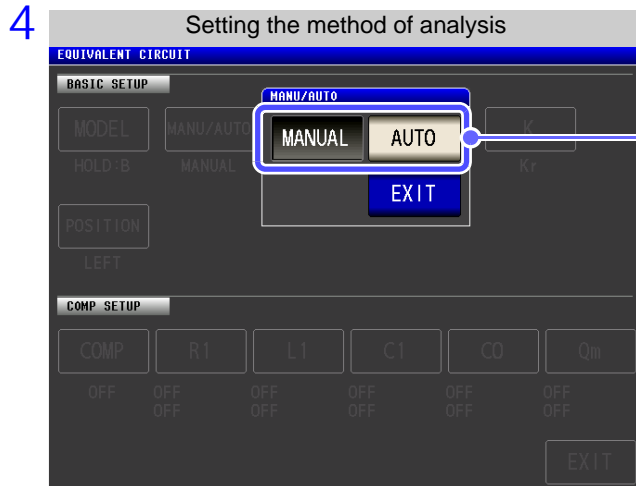 4
Setting the method of analysis
EQUIVALENT CIRCUIT
BASIC SETUP
MANU/AUTO
MODEL MANU/AUTO MANUAL AUTO K
HOLD:B MANUAL Kr
EXIT
POSITION
LEFT
COMP SETUP
COMP R1 L1 C1 C0 Qm
OFF OFF OFF OFF OFF OFF
OFF OFF OFF OFF OFF
EXIT